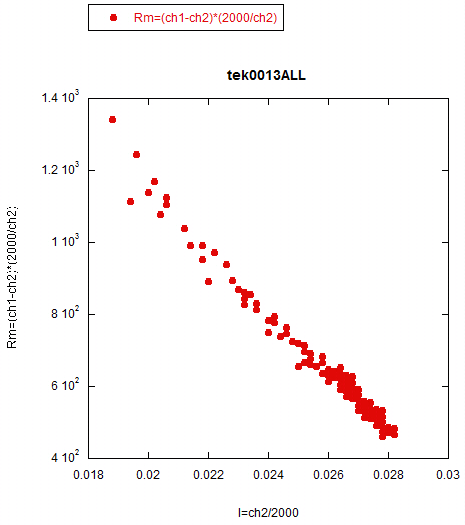 Rm=(ch1-ch2)*(2000/ch2)
tek0013ALL
1.4 10³
1.2 10³
1 10³
8 10²
6 10²
4 10²
Rm=(ch1-ch2)*(2000/ch2)
0.018 0.02 0.022 0.024 0.026 0.028 0.03
I=ch2/2000